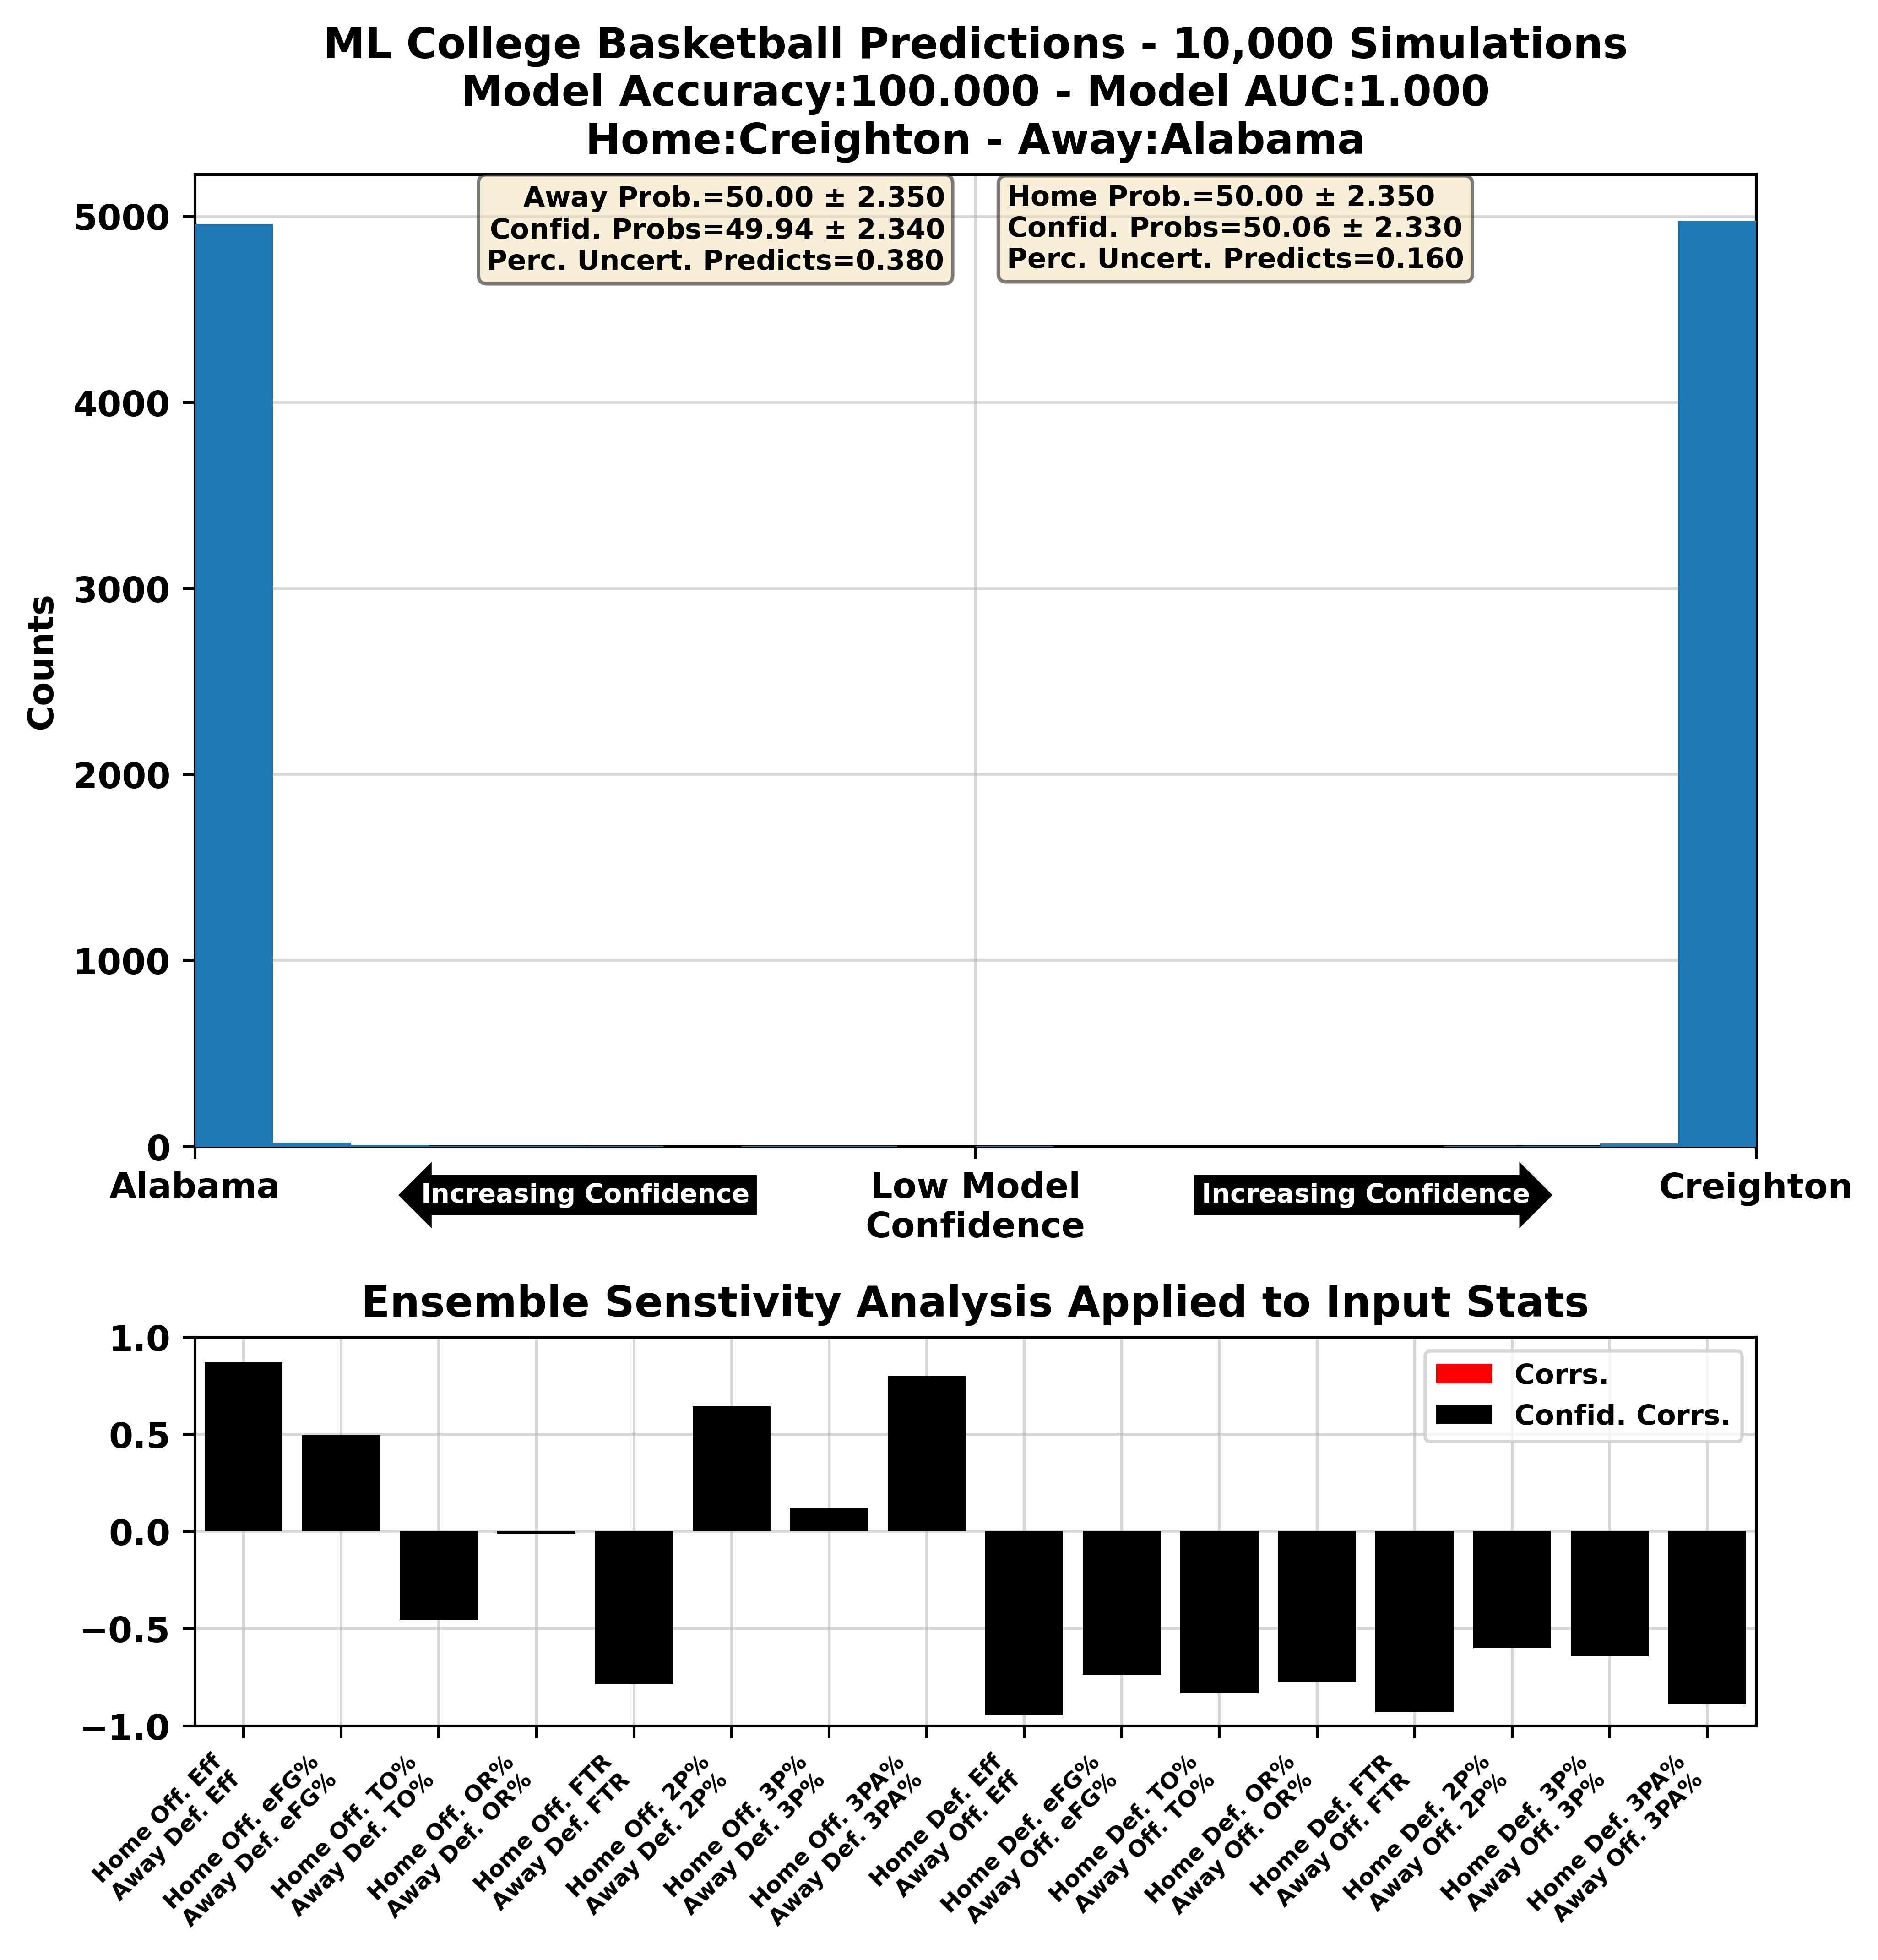 ML College Basketball Predictions - 10,000 Simulations
Model Accuracy:100.000 - Model AUC:1.000
Home:Creighton - Away:Alabama
Away Prob.=50.00 ± 2.350
Confid. Probs=49.94 ± 2.340
Perc. Uncert. Predicts=0.380
Home Prob.=50.00 ± 2.350
Confid. Probs=50.06 ± 2.330
Perc. Uncert. Predicts=0.160
5000
4000
3000
2000
1000
0
Counts
Alabama
Increasing Confidence
Low Model
Confidence
Increasing Confidence
Creighton
Ensemble Senstivity Analysis Applied to Input Stats
1.0
0.5
0.0
−0.5
−1.0
Corrs.
Confid. Corrs.
Home Off. Eff
Away Def. Eff
Home Off. eFG%
Away Def. eFG%
Home Off. TO%
Away Def. TO%
Home Off. OR%
Away Def. OR%
Home Off. FTR
Away Def. FTR
Home Off. 2P%
Away Def. 2P%
Home Off. 3P%
Away Def. 3P%
Home Off. 3PA%
Away Def. 3PA%
Home Def. Eff
Away Off. Eff
Home Def. eFG%
Away Off. eFG%
Home Def. TO%
Away Off. TO%
Home Def. OR%
Away Off. OR%
Home Def. FTR
Away Off. FTR
Home Def. 2P%
Away Off. 2P%
Home Def. 3P%
Away Off. 3P%
Home Def. 3PA%
Away Off. 3PA%